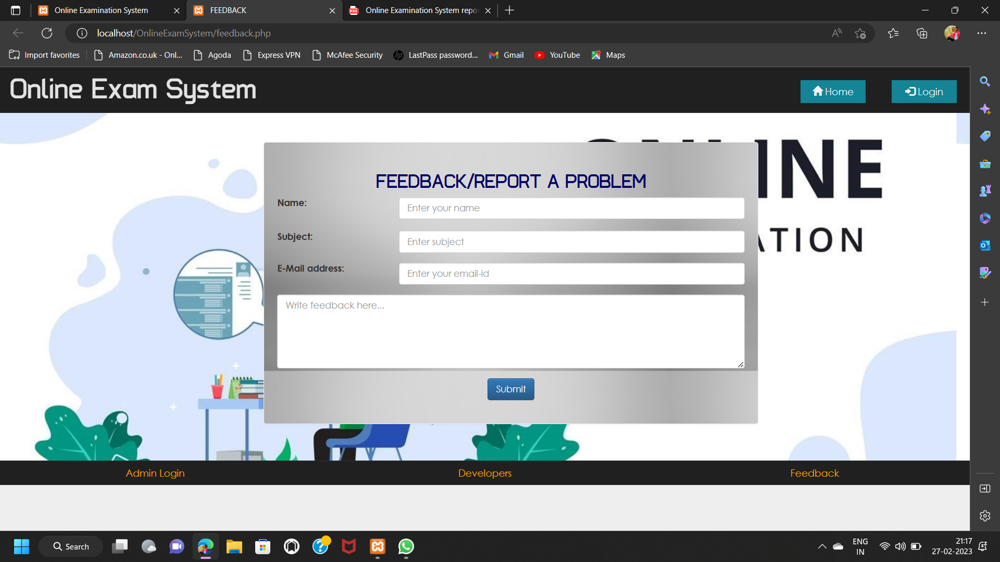 Online Examination System
FEEDBACK
PDF
Online Examination System repo
localhost/OnlineExamSystem/feedback.php
Import favorites
Amazon.co.uk - Onl...
Agoda
Express VPN
McAfee Security
LastPass password...
Gmail
YouTube
Maps
Online Exam System
Home
Login
FEEDBACK/REPORT A PROBLEM
Name:
Enter your name
Subject:
Enter subject
E-Mail address:
Enter your email-id
Write feedback here...
Submit
Admin Login
Developers
Feedback
Search
ENG
IN
21:17
27-02-2023